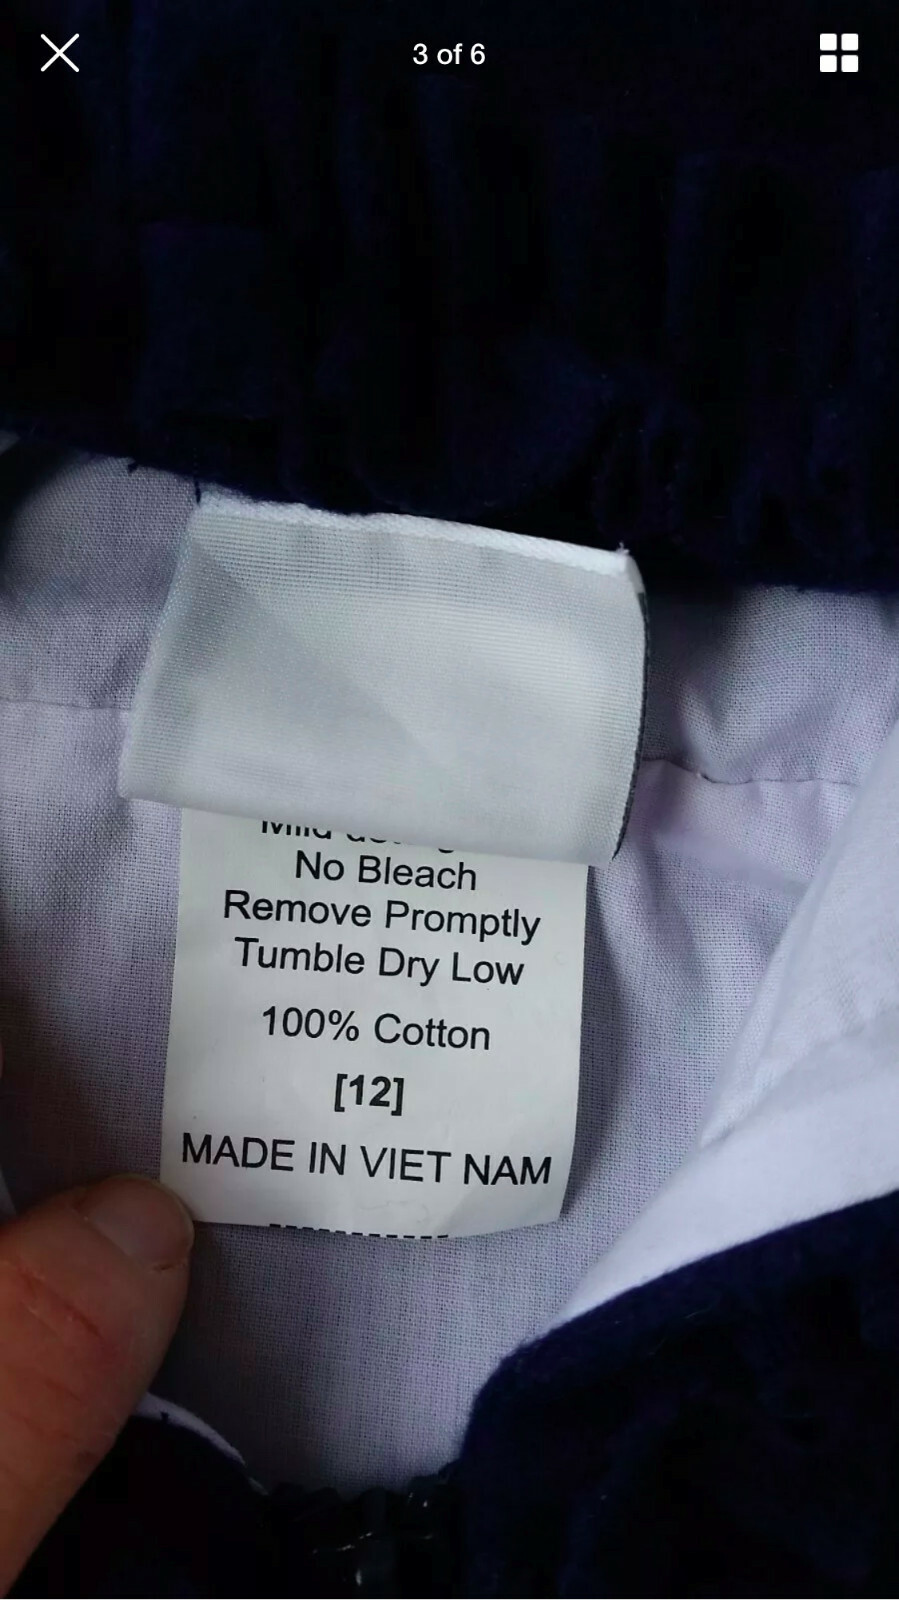 3 of 6
No Bleach
Remove Promptly
Tumble Dry Low
100% Cotton
[12]
MADE IN VIET NAM